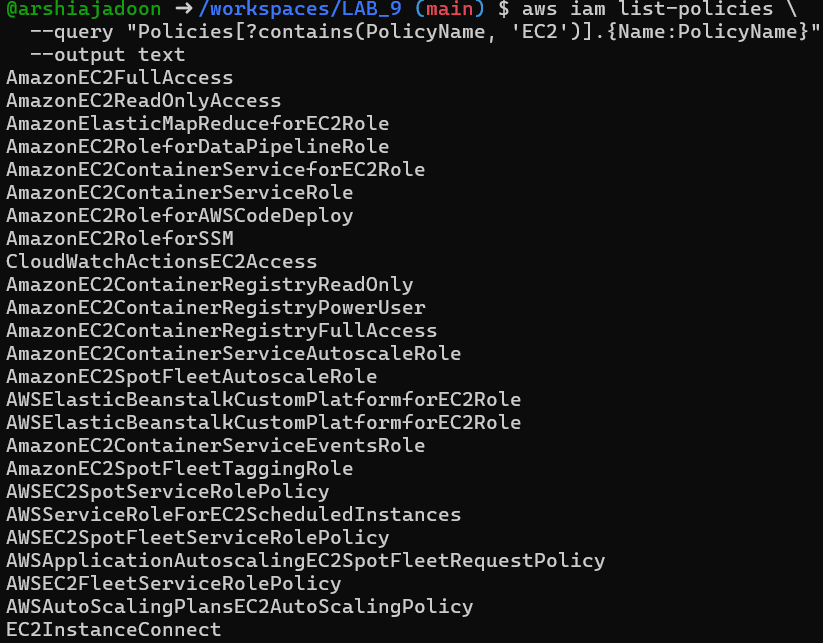 @arshiajadoon ➜ /workspaces/LAB_9 (main) $ aws iam list-policies \
  --query "Policies[?contains(PolicyName, 'EC2')].{Name:PolicyName}"
  --output text
AmazonEC2FullAccess
AmazonEC2ReadOnlyAccess
AmazonElasticMapReduceforEC2Role
AmazonEC2RoleforDataPipelineRole
AmazonEC2ContainerServiceforEC2Role
AmazonEC2ContainerServiceRole
AmazonEC2RoleforAWSCodeDeploy
AmazonEC2RoleforSSM
CloudWatchActionsEC2Access
AmazonEC2ContainerRegistryReadOnly
AmazonEC2ContainerRegistryPowerUser
AmazonEC2ContainerRegistryFullAccess
AmazonEC2ContainerServiceAutoscaleRole
AmazonEC2SpotFleetAutoscaleRole
AWSElasticBeanstalkCustomPlatformforEC2Role
AWSElasticBeanstalkCustomPlatformforEC2Role
AmazonEC2ContainerServiceEventsRole
AmazonEC2SpotFleetTaggingRole
AWSEC2SpotServiceRolePolicy
AWSServiceRoleForEC2ScheduledInstances
AWSEC2SpotFleetServiceRolePolicy
AWSApplicationAutoscalingEC2SpotFleetRequestPolicy
AWSEC2FleetServiceRolePolicy
AWSAutoScalingPlansEC2AutoScalingPolicy
EC2InstanceConnect